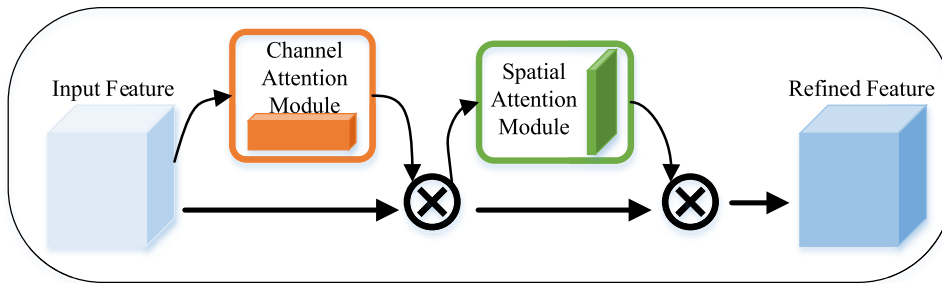 Input Feature
Channel
Attention
Module
Spatial
Attention
Module
Refined Feature